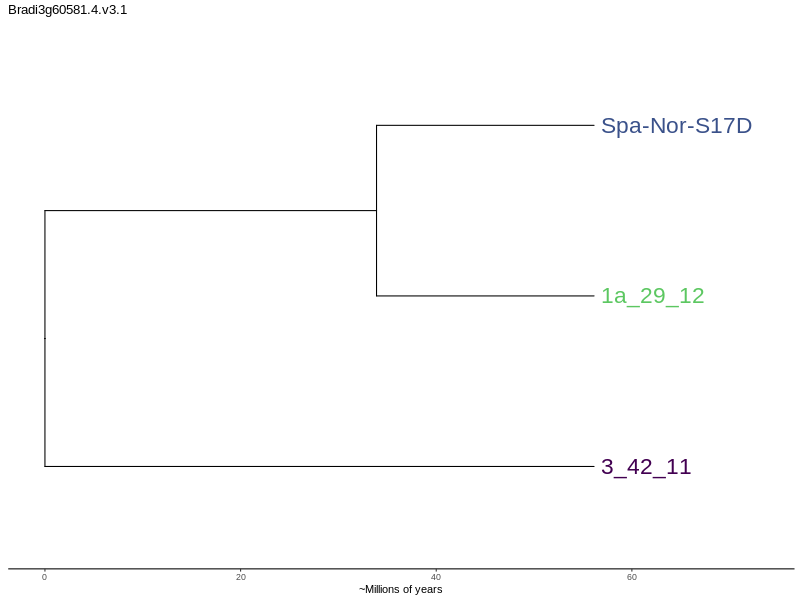 Bradi3g60581.4.v3.1
Spa-Nor-S17D
1a_29_12
3_42_11
0 20 40 60
~Millions of years